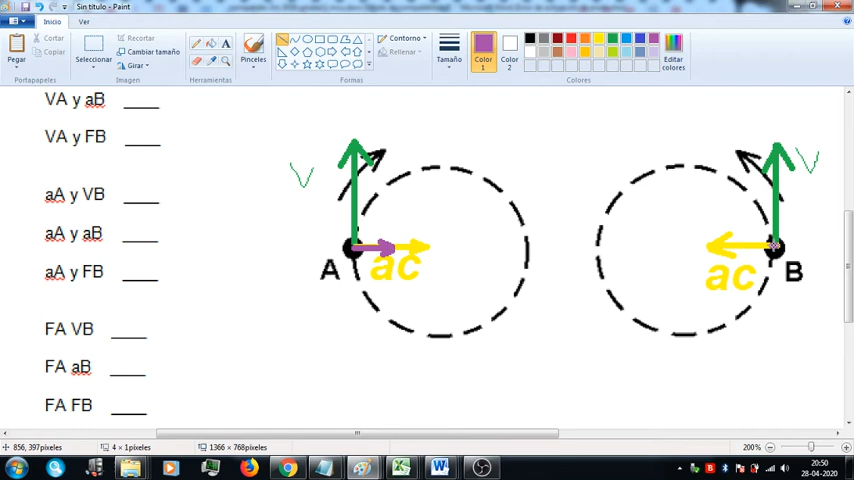 Sin titulo - Paint
Inicio
Ver
Pegar
Cortar
Copiar
Portapapeles
Seleccionar
Recortar
Cambiar tamaño
Girar
Imagen
Herramientas
Pinceles
Contorno
Rellenar
Formas
Tamaño
Color 1
Color 2
Editar colores
Colores
VA y aB ____
VA y FB ____
aA y VB ____
aA y aB ____
aA y FB ____
FA VB ____
FA aB ____
FA FB ____
V
A
ac
V
ac
B
856, 397píxeles
4 × 1píxeles
1366 × 768píxeles
200%
20:50
28-04-2020